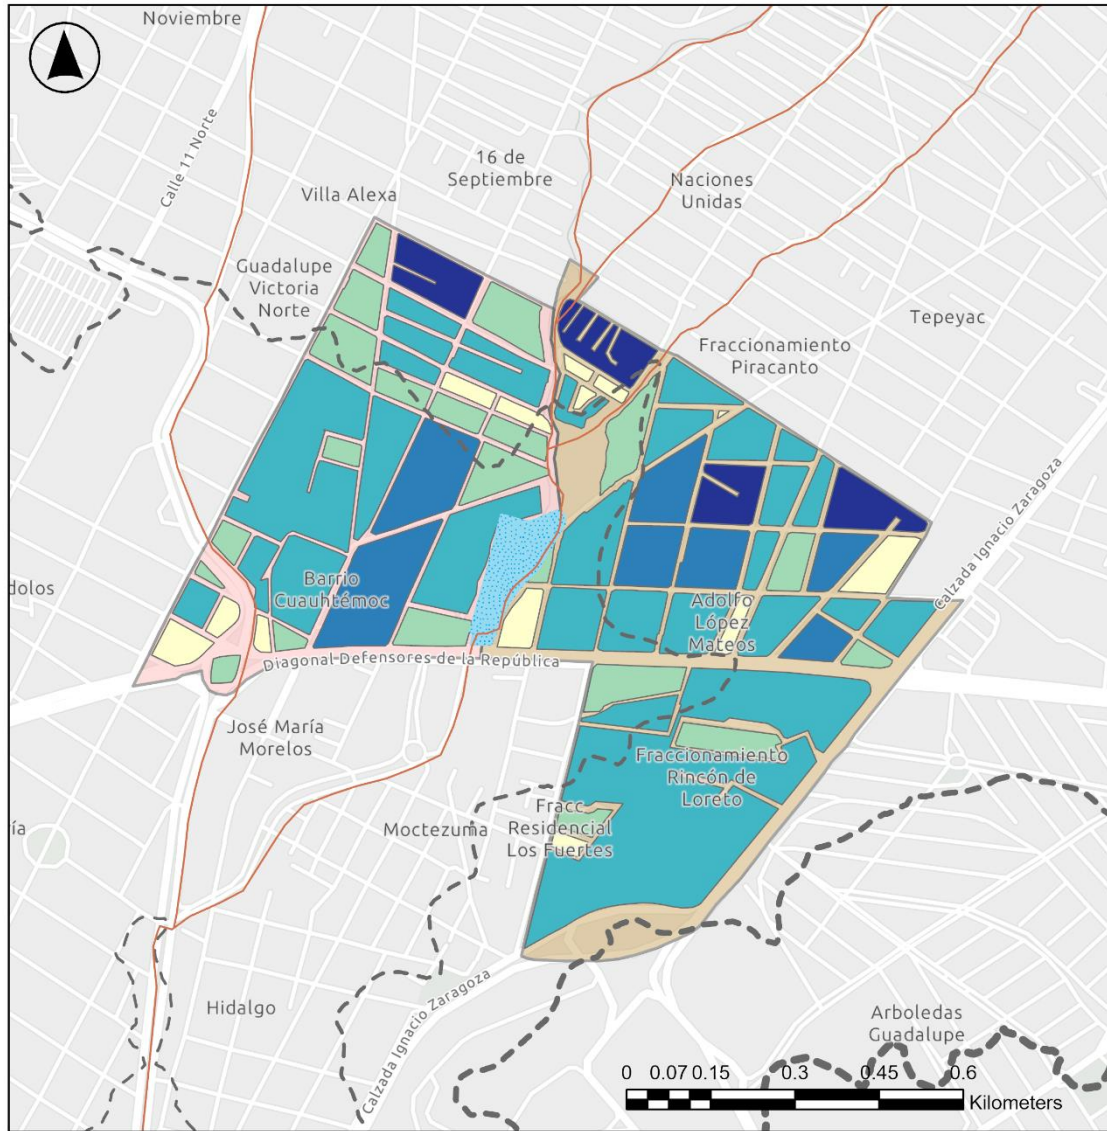 Noviembre
Calle 11 Norte
16 de
Septiembre
Naciones
Unidas
Villa Alexa
Guadalupe
Victoria
Norte
Tepeyac
Fraccionamiento
Piracanto
Calzada Ignacio Zaragoza
dolos
Barrio
Cuauhtémoc
Adolfo
López
Mateos
Diagonal Defensores de la República
José María
Morelos
Fraccionamiento
Rincón de
Loreto
ía
Moctezuma
Fracc
Residencial
Los Fuertes
Hidalgo
Calzada Ignacio Zaragoza
Arboledas
Guadalupe
0 0.07 0.15 0.3 0.45 0.6
Kilometers